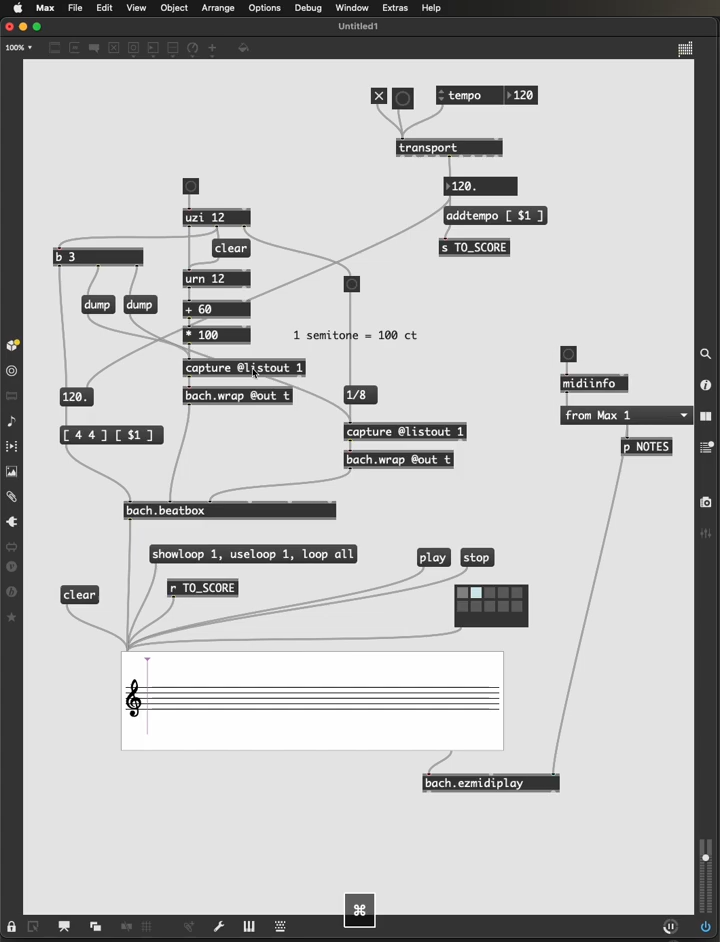 Max File Edit View Object Arrange Options Debug Window Extras Help
Untitled1
100%
tempo 120
transport
120.
addtempo [ $1 ]
s TO_SCORE
uzi 12
clear
b 3
urn 12
dump
dump
+ 60
* 100
1 semitone = 100 ct
capture @listout 1
midiinfo
120.
bach.wrap @out t
1/8
from Max 1
[ 4 4 ] [ $1 ]
capture @listout 1
p NOTES
bach.wrap @out t
bach.beatbox
showloop 1, useloop 1, loop all
play
stop
clear
r TO_SCORE
bach.ezmidiplay
⌘